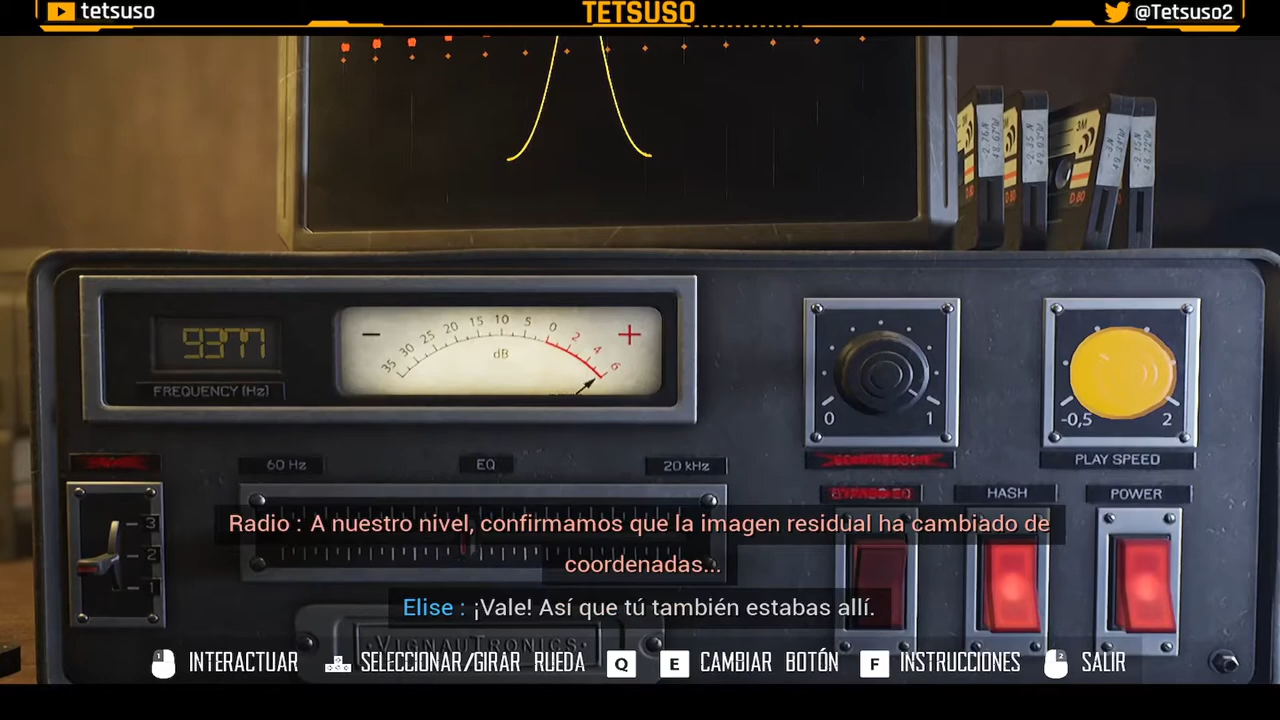 tetsuso
TETSUSO
@Tetsuso2
9377
FREQUENCY (Hz)
− +
35 30 25 20 15 10 5 0 2 4 6
dB
0 1
-0,5 2
PLAY SPEED
60 Hz
EQ
20 kHz
HASH
POWER
3
2
1
Radio : A nuestro nivel, confirmamos que la imagen residual ha cambiado de
coordenadas...
Elise : ¡Vale! Así que tú también estabas allí.
·VIGNAUTRONICS·
INTERACTUAR
SELECCIONAR/GIRAR RUEDA
Q
E
CAMBIAR BOTÓN
F
INSTRUCCIONES
SALIR